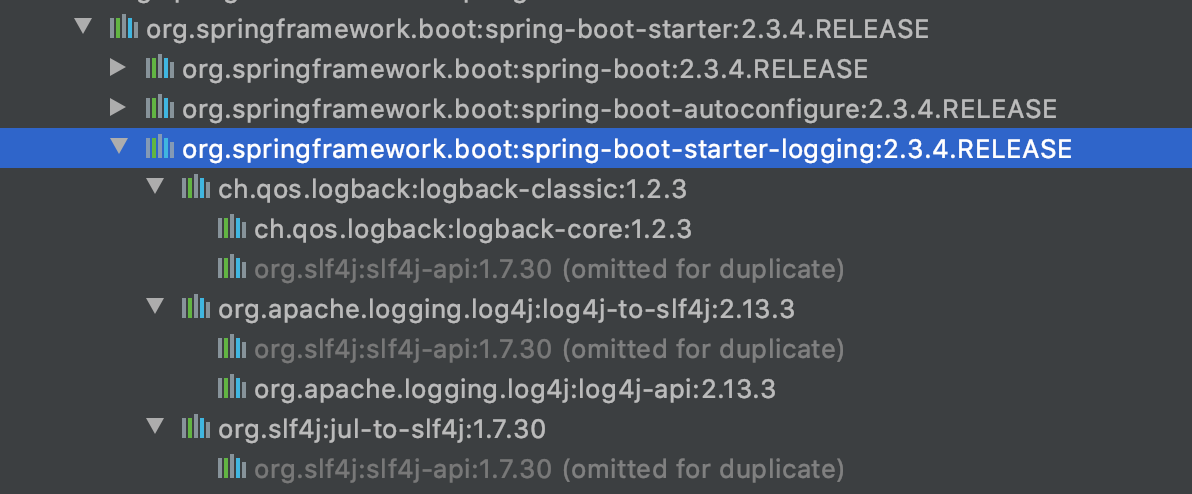 org.springframework.boot:spring-boot-starter:2.3.4.RELEASE
org.springframework.boot:spring-boot:2.3.4.RELEASE
org.springframework.boot:spring-boot-autoconfigure:2.3.4.RELEASE
org.springframework.boot:spring-boot-starter-logging:2.3.4.RELEASE
ch.qos.logback:logback-classic:1.2.3
ch.qos.logback:logback-core:1.2.3
org.slf4j:slf4j-api:1.7.30 (omitted for duplicate)
org.apache.logging.log4j:log4j-to-slf4j:2.13.3
org.slf4j:slf4j-api:1.7.30 (omitted for duplicate)
org.apache.logging.log4j:log4j-api:2.13.3
org.slf4j:jul-to-slf4j:1.7.30
org.slf4j:slf4j-api:1.7.30 (omitted for duplicate)